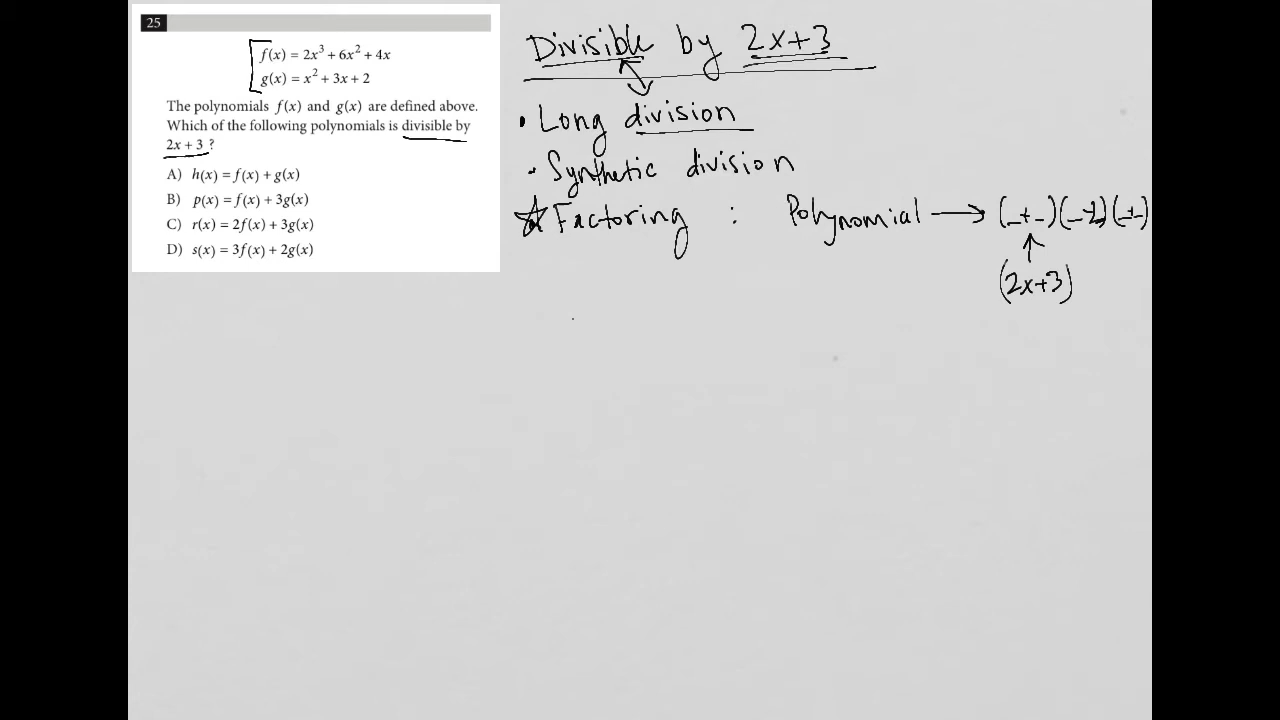 25
f(x) = 2x³ + 6x² + 4x
g(x) = x² + 3x + 2
The polynomials f(x) and g(x) are defined above.
Which of the following polynomials is divisible by
2x + 3 ?
A) h(x) = f(x) + g(x)
B) p(x) = f(x) + 3g(x)
C) r(x) = 2f(x) + 3g(x)
D) s(x) = 3f(x) + 2g(x)
Divisible by 2x+3
• Long division
• Synthetic division
☆ Factoring : Polynomial → (_+_)(_+_)(_+_)
↑
(2x+3)